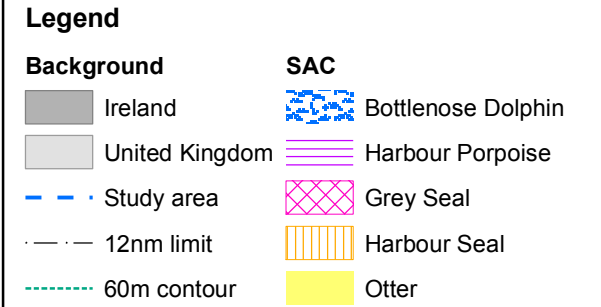 Legend
Background
Ireland
United Kingdom
Study area
12nm limit
60m contour
SAC
Bottlenose Dolphin
Harbour Porpoise
Grey Seal
Harbour Seal
Otter